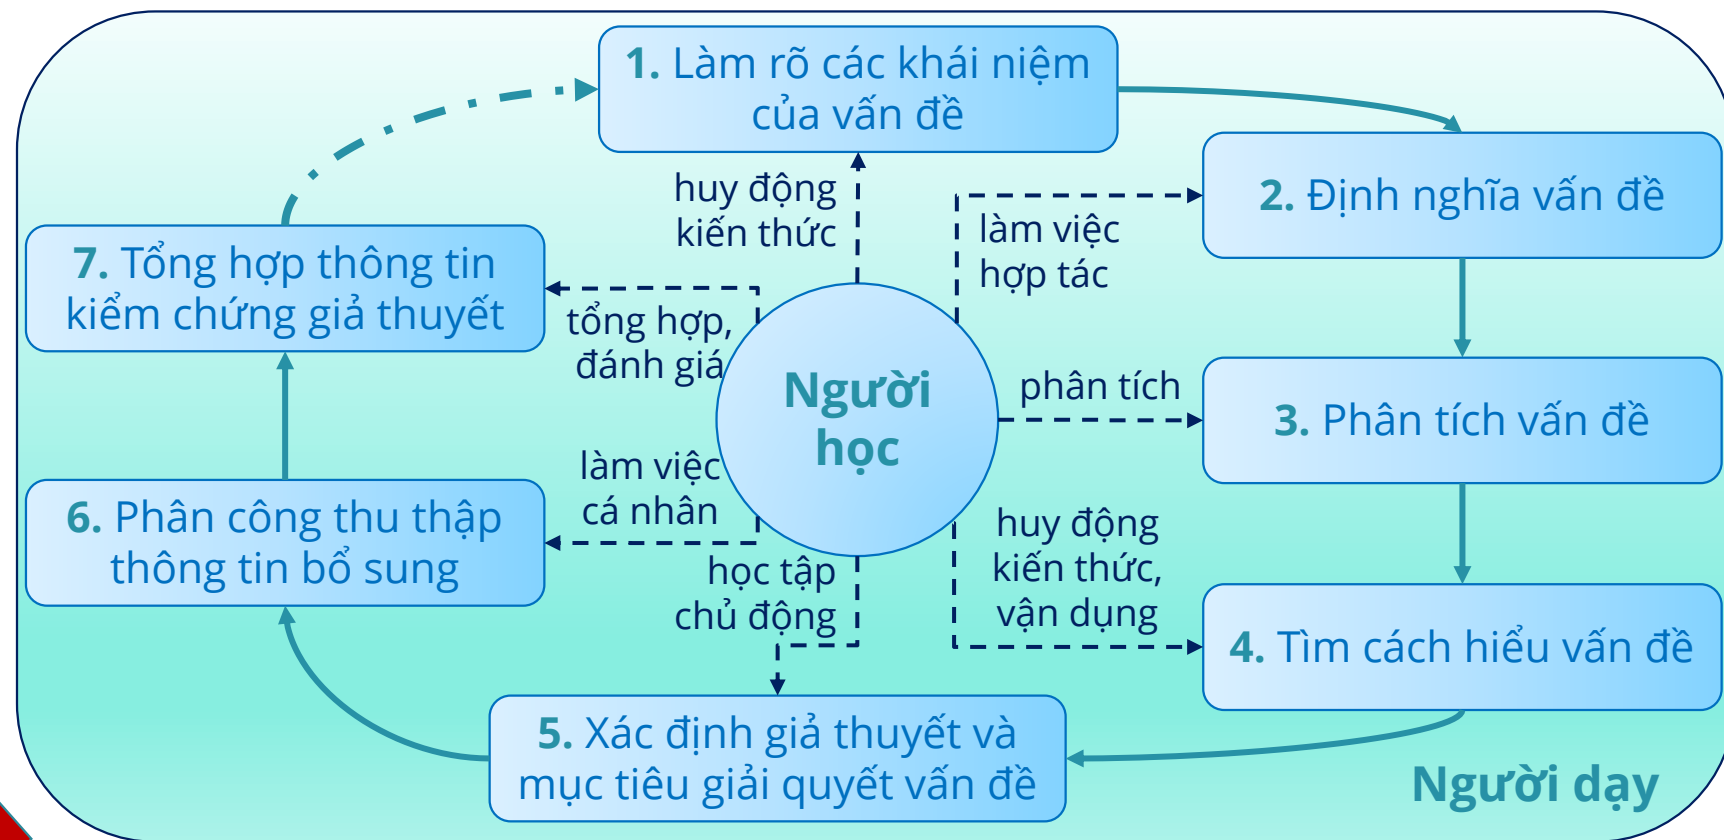 1. Làm rõ các khái niệm
của vấn đề
2. Định nghĩa vấn đề
3. Phân tích vấn đề
4. Tìm cách hiểu vấn đề
5. Xác định giả thuyết và
mục tiêu giải quyết vấn đề
6. Phân công thu thập
thông tin bổ sung
7. Tổng hợp thông tin
kiểm chứng giả thuyết
Người
học
huy động
kiến thức
làm việc
hợp tác
phân tích
huy động
kiến thức,
vận dụng
học tập
chủ động
làm việc
cá nhân
tổng hợp,
đánh giá
Người dạy